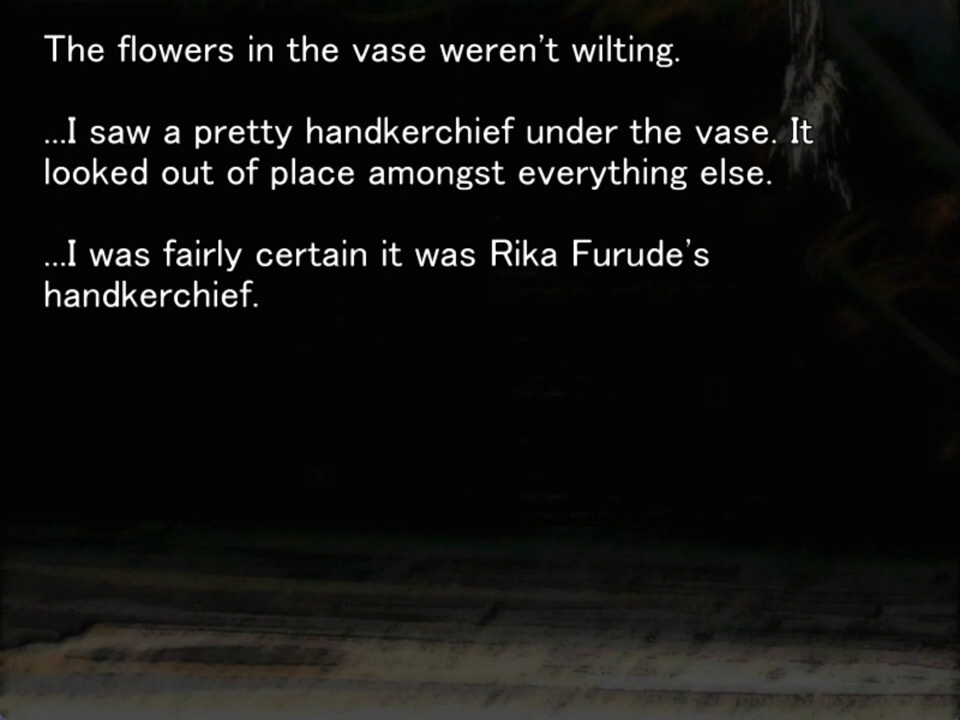 The flowers in the vase weren't wilting.
...I saw a pretty handkerchief under the vase. It
looked out of place amongst everything else.
...I was fairly certain it was Rika Furude's
handkerchief.